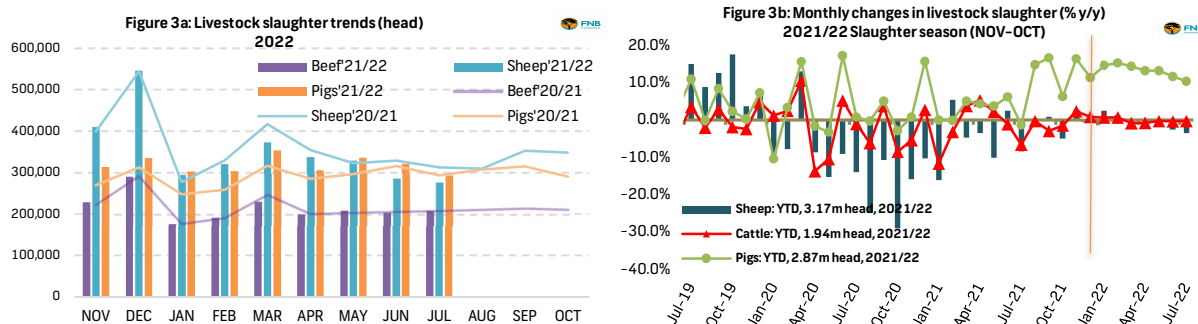 Figure 3a: Livestock slaughter trends (head)
2022
FNB
600,000
500,000
400,000
300,000
200,000
100,000
0
Beef'21/22
Sheep'21/22
Pigs'21/22
Beef'20/21
Sheep'20/21
Pigs'20/21
NOV DEC JAN FEB MAR APR MAY JUN JUL AUG SEP OCT
Figure 3b: Monthly changes in livestock slaughter (% y/y)
2021/22 Slaughter season (NOV-OCT)
FN
20.0%
10.0%
0.0%
-10.0%
-20.0%
-30.0%
-40.0%
Sheep: YTD, 3.17m head, 2021/22
Cattle: YTD, 1.94m head, 2021/22
Pigs: YTD, 2.87m head, 2021/22
Jul-19 Oct-19 Jan-20 Apr-20 Jul-20 Oct-20 Jan-21 Apr-21 Jul-21 Oct-21 Jan-22 Apr-22 Jul-22